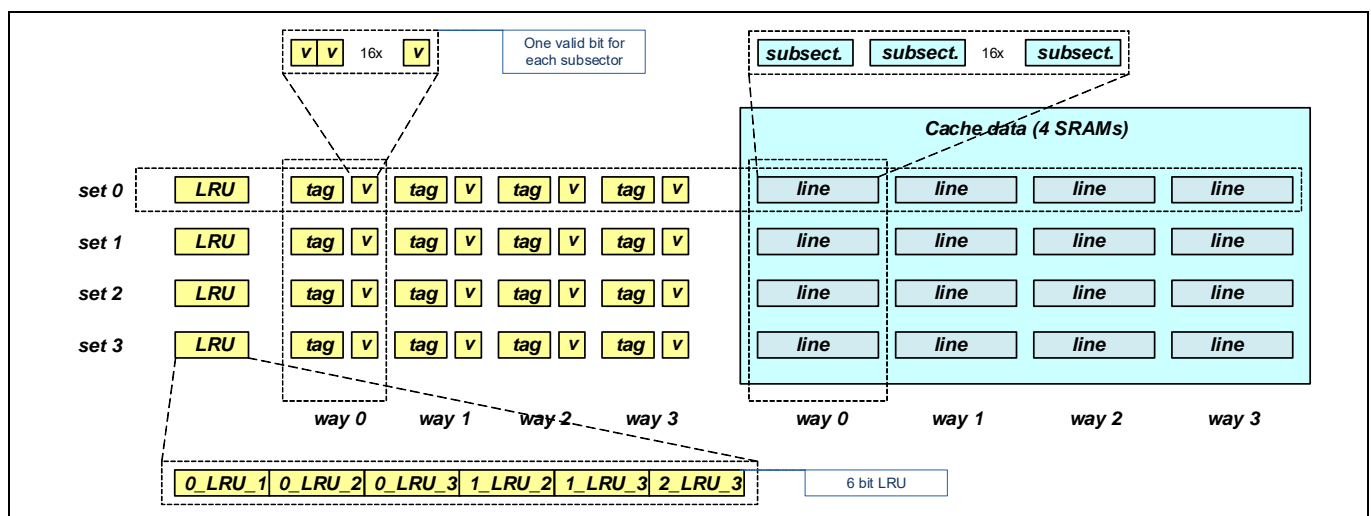 v v 16x v
One valid bit for
each subsector
subsect. subsect. 16x subsect.
Cache data (4 SRAMs)
set 0 LRU tag v tag v tag v tag v line line line line
set 1 LRU tag v tag v tag v tag v line line line line
set 2 LRU tag v tag v tag v tag v line line line line
set 3 LRU tag v tag v tag v tag v line line line line
way 0 way 1 way 2 way 3 way 0 way 1 way 2 way 3
0_LRU_1 0_LRU_2 0_LRU_3 1_LRU_2 1_LRU_3 2_LRU_3
6 bit LRU